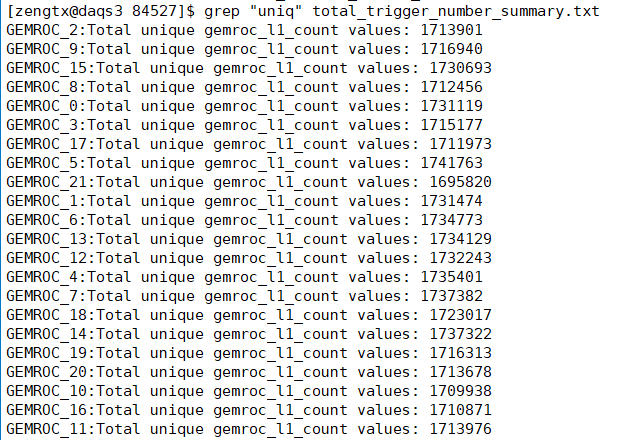 [zengtx@daqs3 84527]$ grep "uniq" total_trigger_number_summary.txt
GEMROC_2:Total unique gemroc_l1_count values: 1713901
GEMROC_9:Total unique gemroc_l1_count values: 1716940
GEMROC_15:Total unique gemroc_l1_count values: 1730693
GEMROC_8:Total unique gemroc_l1_count values: 1712456
GEMROC_0:Total unique gemroc_l1_count values: 1731119
GEMROC_3:Total unique gemroc_l1_count values: 1715177
GEMROC_17:Total unique gemroc_l1_count values: 1711973
GEMROC_5:Total unique gemroc_l1_count values: 1741763
GEMROC_21:Total unique gemroc_l1_count values: 1695820
GEMROC_1:Total unique gemroc_l1_count values: 1731474
GEMROC_6:Total unique gemroc_l1_count values: 1734773
GEMROC_13:Total unique gemroc_l1_count values: 1734129
GEMROC_12:Total unique gemroc_l1_count values: 1732243
GEMROC_4:Total unique gemroc_l1_count values: 1735401
GEMROC_7:Total unique gemroc_l1_count values: 1737382
GEMROC_18:Total unique gemroc_l1_count values: 1723017
GEMROC_14:Total unique gemroc_l1_count values: 1737322
GEMROC_19:Total unique gemroc_l1_count values: 1716313
GEMROC_20:Total unique gemroc_l1_count values: 1713678
GEMROC_10:Total unique gemroc_l1_count values: 1709938
GEMROC_16:Total unique gemroc_l1_count values: 1710871
GEMROC_11:Total unique gemroc_l1_count values: 1713976